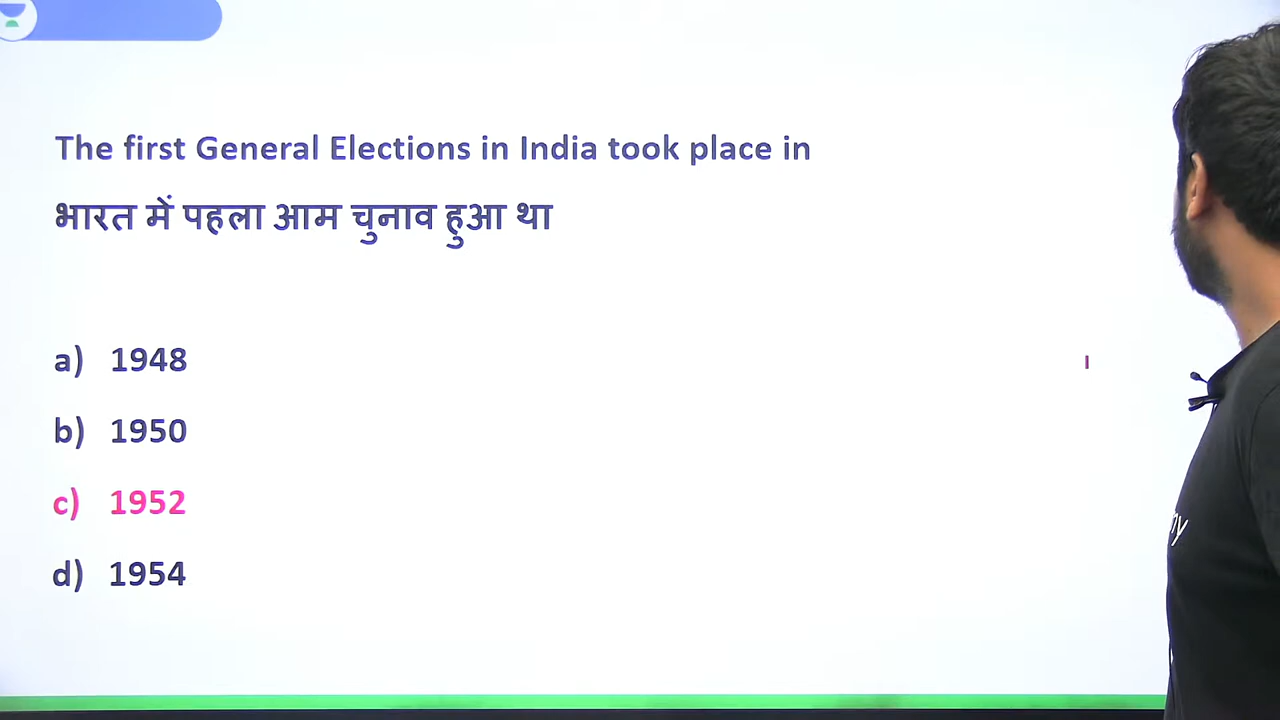 The first General Elections in India took place in
भारत में पहला आम चुनाव हुआ था
a) 1948
b) 1950
c) 1952
d) 1954